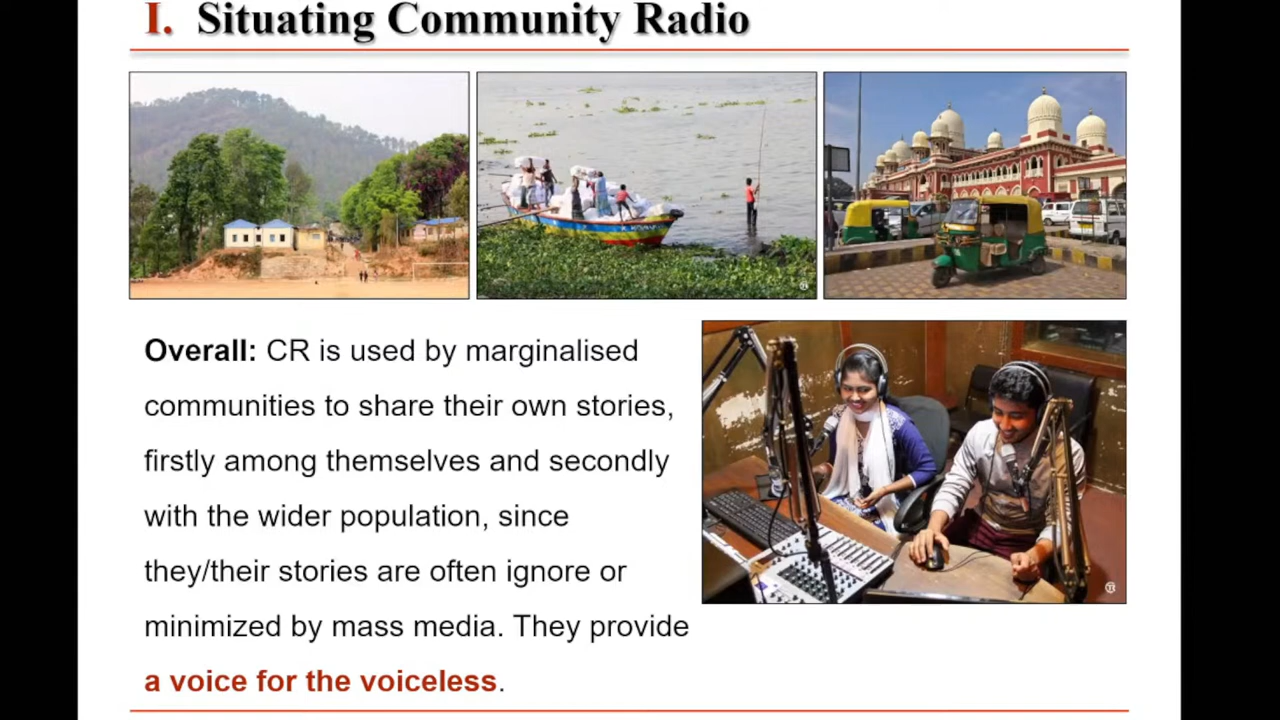 I. Situating Community Radio
Overall: CR is used by marginalised
communities to share their own stories,
firstly among themselves and secondly
with the wider population, since
they/their stories are often ignore or
minimized by mass media. They provide
a voice for the voiceless.